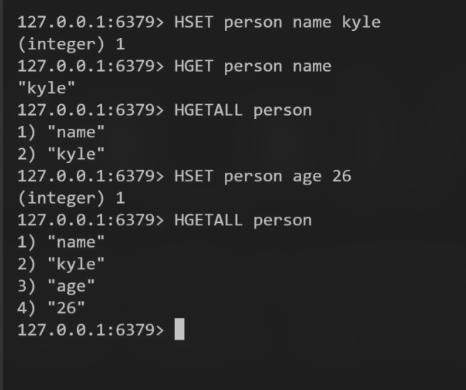 127.0.0.1:6379> HSET person name kyle
(integer) 1
127.0.0.1:6379> HGET person name
"kyle"
127.0.0.1:6379> HGETALL person
1) "name"
2) "kyle"
127.0.0.1:6379> HSET person age 26
(integer) 1
127.0.0.1:6379> HGETALL person
1) "name"
2) "kyle"
3) "age"
4) "26"
127.0.0.1:6379>